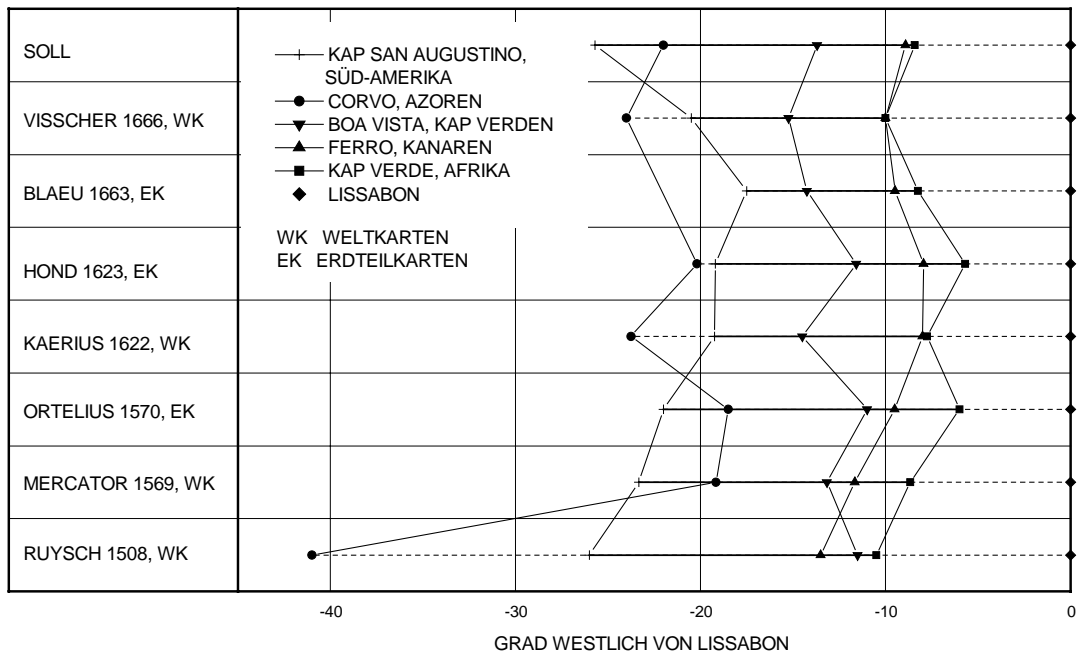 SOLL
VISSCHER 1666, WK
BLAEU 1663, EK
HOND 1623, EK
KAERIUS 1622, WK
ORTELIUS 1570, EK
MERCATOR 1569, WK
RUYSCH 1508, WK
KAP SAN AUGUSTINO,
SÜD-AMERIKA
CORVO, AZOREN
BOA VISTA, KAP VERDEN
FERRO, KANAREN
KAP VERDE, AFRIKA
LISSABON
WK WELTKARTEN
EK ERDTEILKARTEN
-40 -30 -20 -10 0
GRAD WESTLICH VON LISSABON